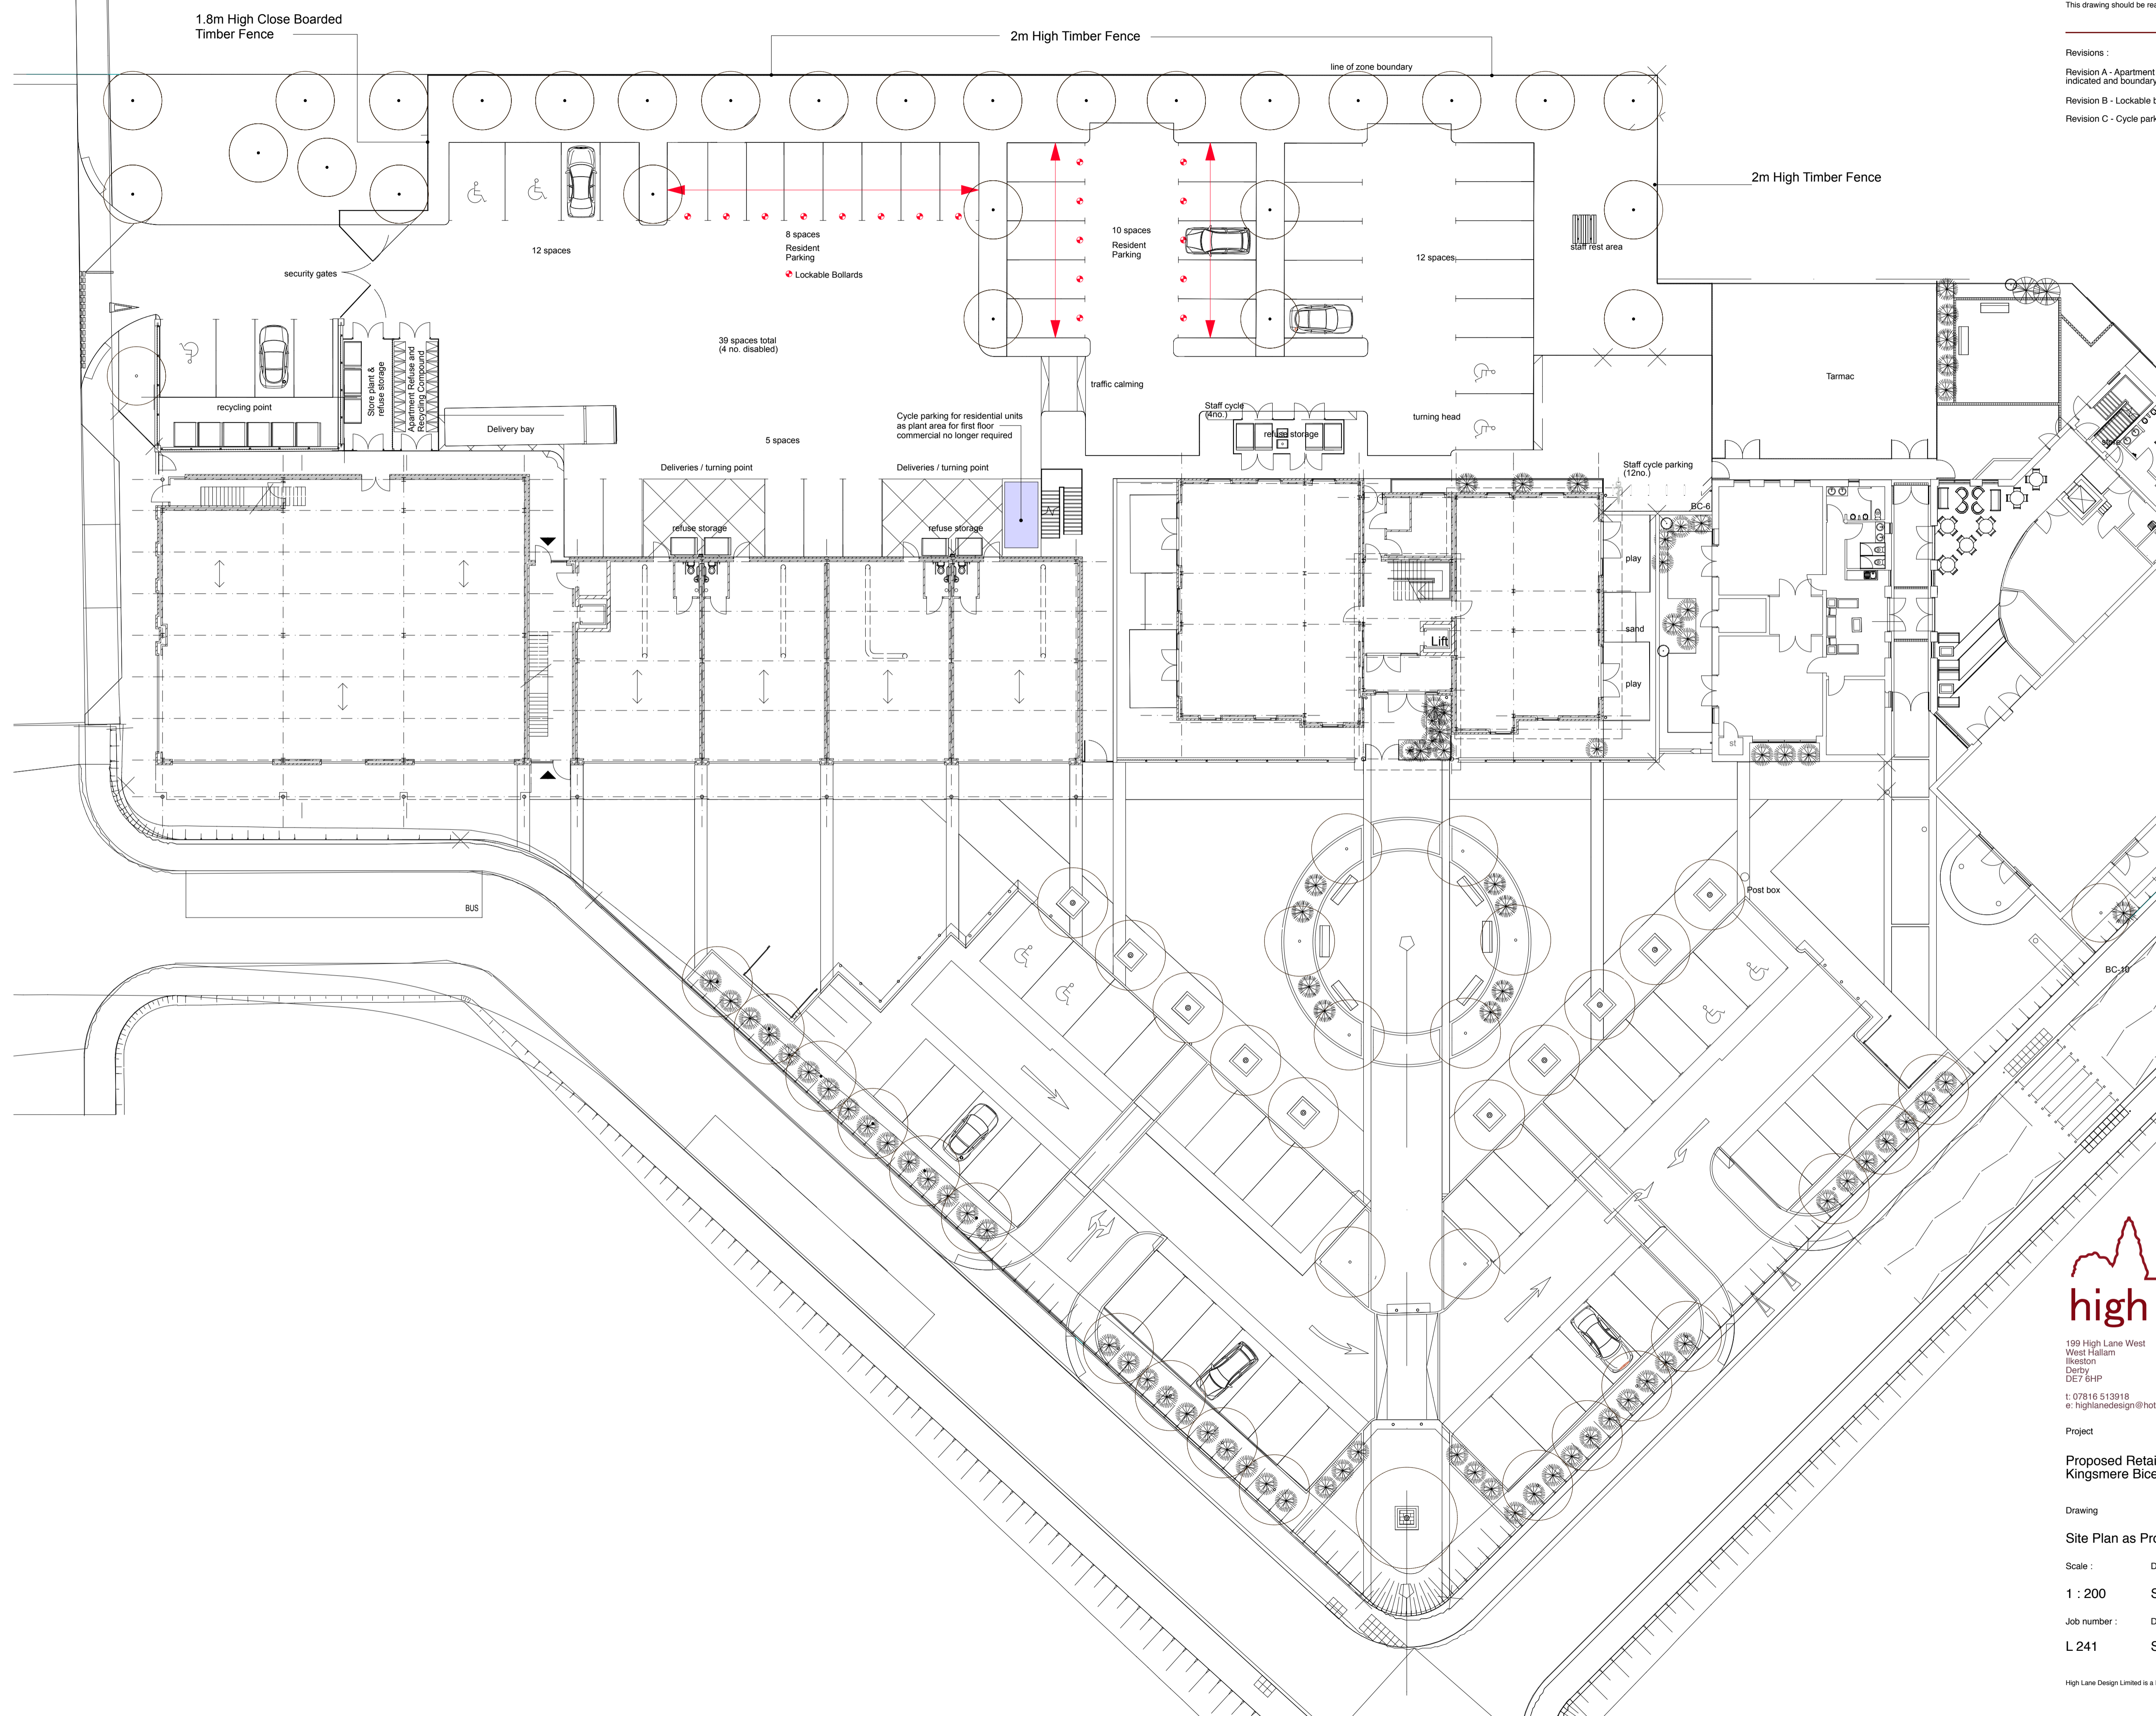 This drawing should be rea
1.8m High Close Boarded
Timber Fence
2m High Timber Fence
line of zone boundary
Revisions :
Revision A - Apartment
indicated and boundary
Revision B - Lockable b
Revision C - Cycle park
2m High Timber Fence
12 spaces
8 spaces
Resident
Parking
Lockable Bollards
10 spaces
Resident
Parking
12 spaces
staff rest area
security gates
39 spaces total
(4 no. disabled)
traffic calming
Tarmac
recycling point
Store plant &
refuse storage
Apartment Refuse and
Recycling Compound
Delivery bay
Cycle parking for residential units
as plant area for first floor
commercial no longer required
Staff cycle
(4no.)
refuse storage
turning head
5 spaces
Deliveries / turning point
Deliveries / turning point
Staff cycle parking
(12no.)
store
BC-6
refuse storage
refuse storage
play
sand
play
Lift
st
BUS
Post box
BC-10
high
199 High Lane West
West Hallam
Ilkeston
Derby
DE7 6HP
t: 07816 513918
e: highlanedesign@hot
Project
Proposed Retai
Kingsmere Bice
Drawing
Site Plan as Pro
Scale :
D
1 : 200
S
Job number :
D
L 241
S
High Lane Design Limited is a